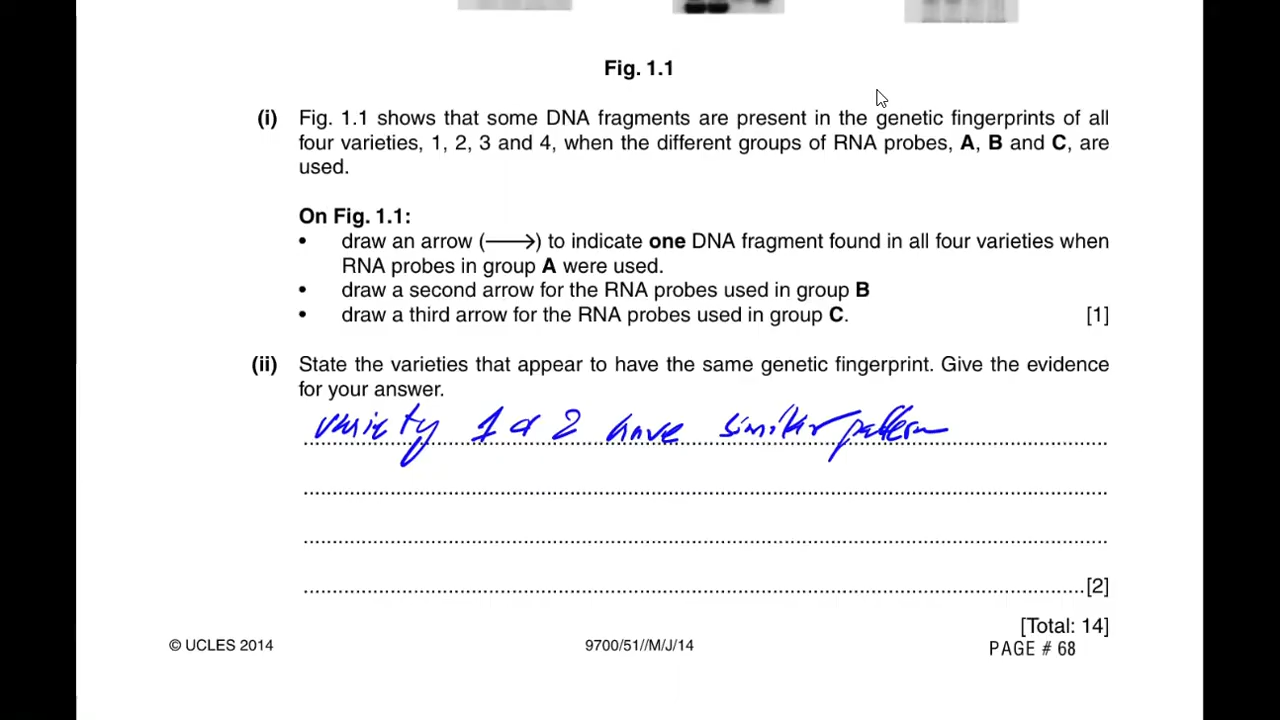 Fig. 1.1
(i) Fig. 1.1 shows that some DNA fragments are present in the genetic fingerprints of all
four varieties, 1, 2, 3 and 4, when the different groups of RNA probes, A, B and C, are
used.
On Fig. 1.1:
• draw an arrow (⟶) to indicate one DNA fragment found in all four varieties when
RNA probes in group A were used.
• draw a second arrow for the RNA probes used in group B
• draw a third arrow for the RNA probes used in group C. [1]
(ii) State the varieties that appear to have the same genetic fingerprint. Give the evidence
for your answer.
variety 1 & 2 have similar pattern
[2]
[Total: 14]
© UCLES 2014 9700/51//M/J/14 PAGE # 68